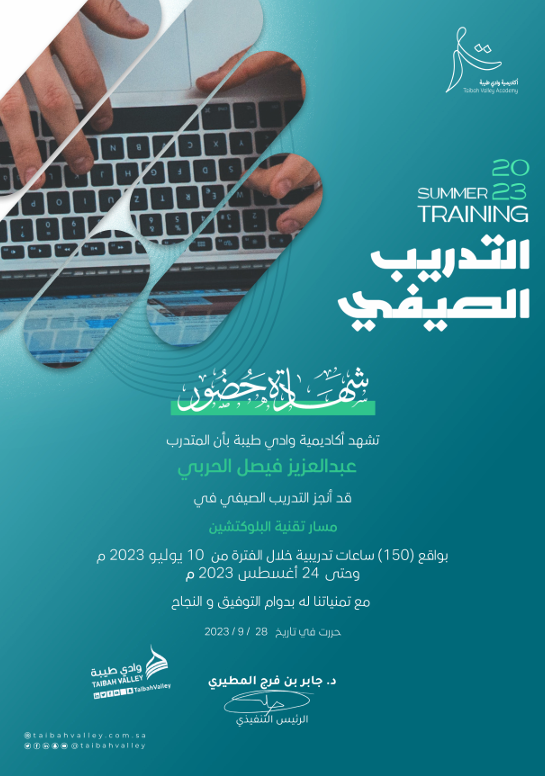 أكاديمية وادي طيبة
Taibah Valley Academy
20
SUMMER 23
TRAINING
التدريب
الصيفي
شهادة حضور
تشهد أكاديمية وادي طيبة بأن المتدرب
عبدالعزيز فيصل الحربي
قد أنجز التدريب الصيفي في
مسار تقنية البلوكتشين
بواقع (150) ساعات تدريبية خلال الفترة من 10 يوليو 2023 م
وحتى 24 أغسطس 2023 م
مع تمنياتنا له بدوام التوفيق و النجاح
حررت في تاريخ 28 / 9 / 2023
وادي طيبة
TAIBAH VALLEY
TaibahValley
د. جابر بن فرج المطيري
الرئيس التنفيذي
@taibahvalley.com.sa
@taibahvalley